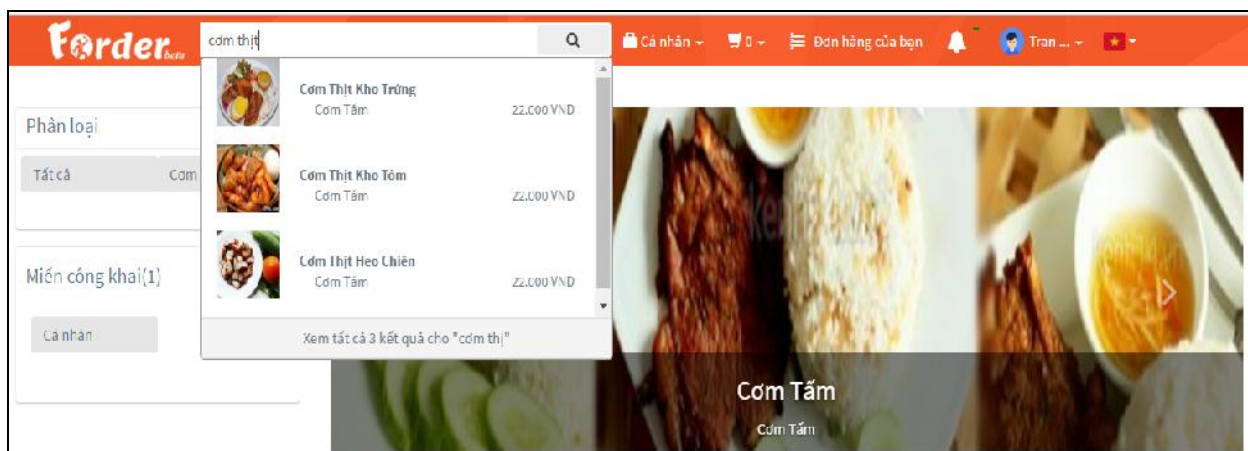 Forder beta
cơm thịt
Cá nhân
0
Đơn hàng của bạn
Tran ...
Phân loại
Tất cả
Cơm
Miền công khai(1)
Cá nhân
Cơm Thịt Kho Trứng
Cơm Tấm
22.000 VND
Cơm Thịt Kho Tôm
Cơm Tấm
22.000 VND
Cơm Thịt Heo Chiên
Cơm Tấm
22.000 VND
Xem tất cả 3 kết quả cho "cơm thị"
Cơm Tấm
Cơm Tấm